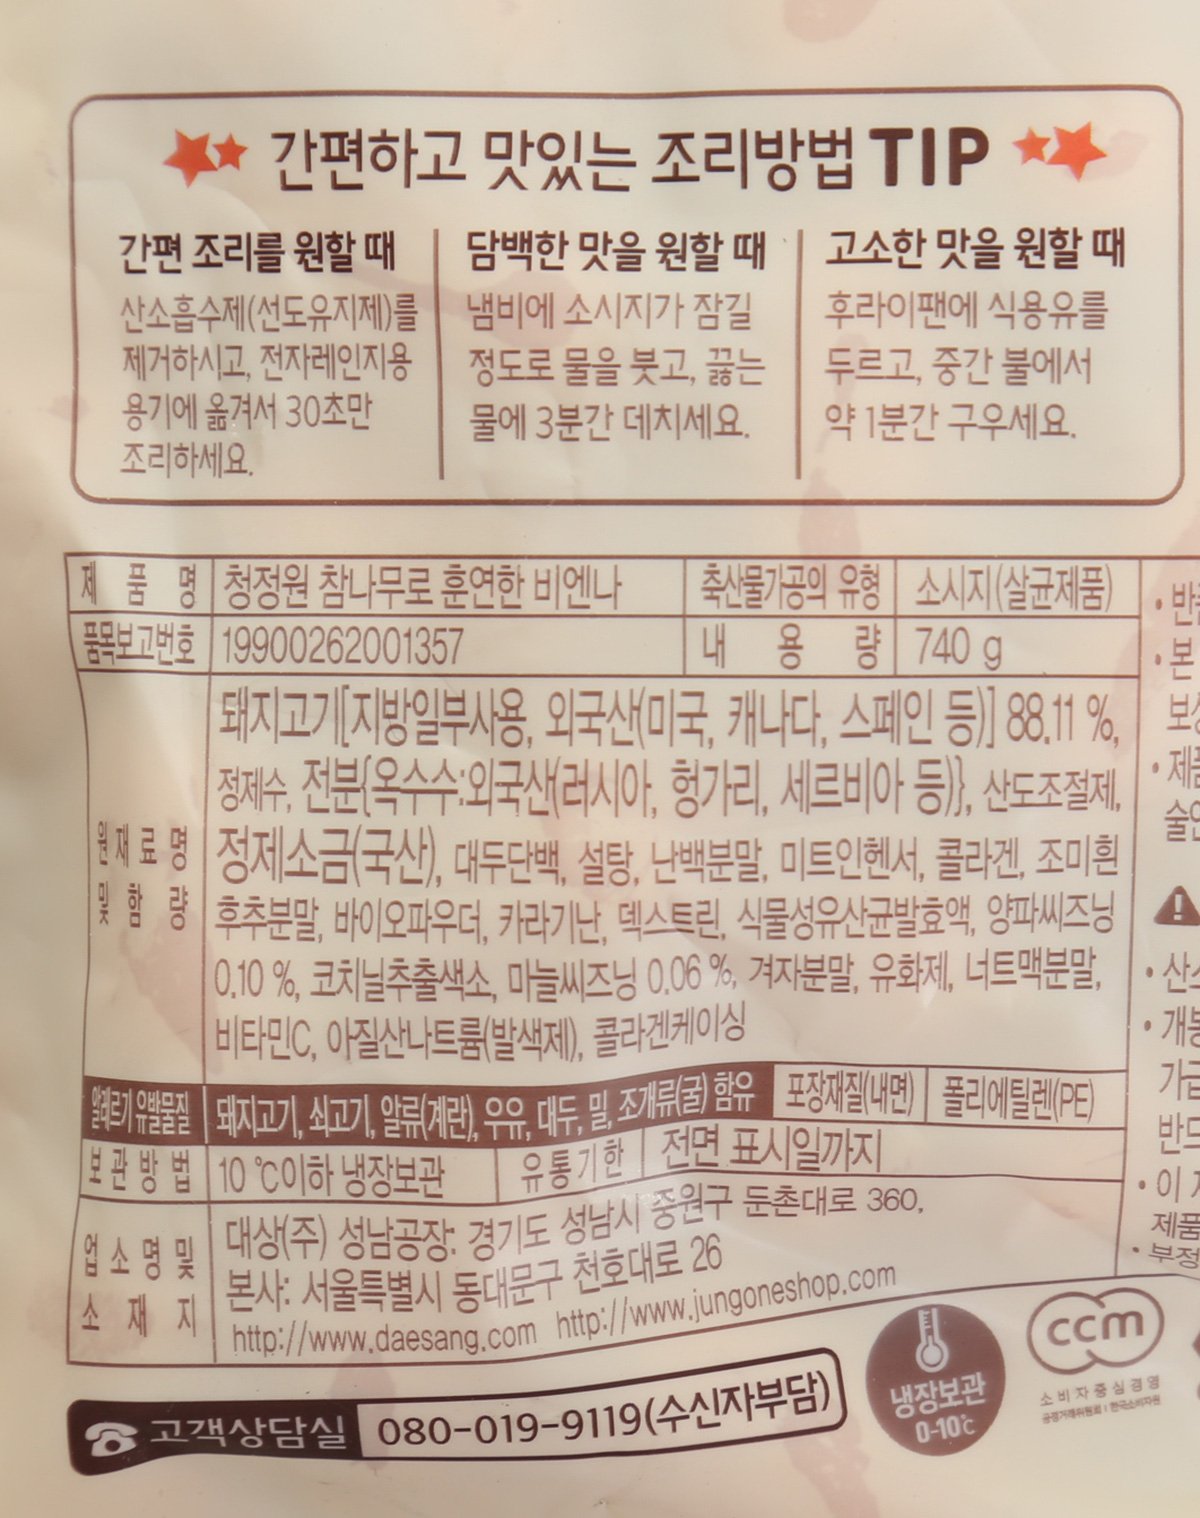 간편하고 맛있는 조리방법 TIP
간편 조리를 원할 때
산소흡수제(선도유지제)를
제거하시고, 전자레인지용
용기에 옮겨서 30초만
조리하세요.
담백한 맛을 원할 때
냄비에 소시지가 잠길
정도로 물을 붓고, 끓는
물에 3분간 데치세요.
고소한 맛을 원할 때
후라이팬에 식용유를
두르고, 중간 불에서
약 1분간 구우세요.
제품명 청정원 참나무로 훈연한 비엔나 축산물가공의 유형 소시지(살균제품)
품목보고번호 19900262001357 내용량 740 g
원재료명
및 함량
돼지고기[지방일부사용, 외국산(미국, 캐나다, 스페인 등)] 88.11 %,
정제수, 전분{옥수수:외국산(러시아, 헝가리, 세르비아 등)}, 산도조절제,
정제소금(국산), 대두단백, 설탕, 난백분말, 미트인헨서, 콜라겐, 조미흰
후추분말, 바이오파우더, 카라기난, 덱스트린, 식물성유산균발효액, 양파씨즈닝
0.10 %, 코치닐추출색소, 마늘씨즈닝 0.06 %, 겨자분말, 유화제, 너트맥분말,
비타민C, 아질산나트륨(발색제), 콜라겐케이싱
알레르기 유발물질 돼지고기, 쇠고기, 알류(계란), 우유, 대두, 밀, 조개류(굴) 함유 포장재질(내면) 폴리에틸렌(PE)
보관방법 10 ℃이하 냉장보관 유통기한 전면 표시일까지
업소명 및
소재지
대상(주) 성남공장: 경기도 성남시 중원구 둔촌대로 360,
본사: 서울특별시 동대문구 천호대로 26
http://www.daesang.com http://www.jungoneshop.com
고객상담실 080-019-9119(수신자부담)
냉장보관
0-10℃
ccm
소비자중심경영
공정거래위원회 | 한국소비자원
• 본
• 산소
가급
• 이
제품
• 부정